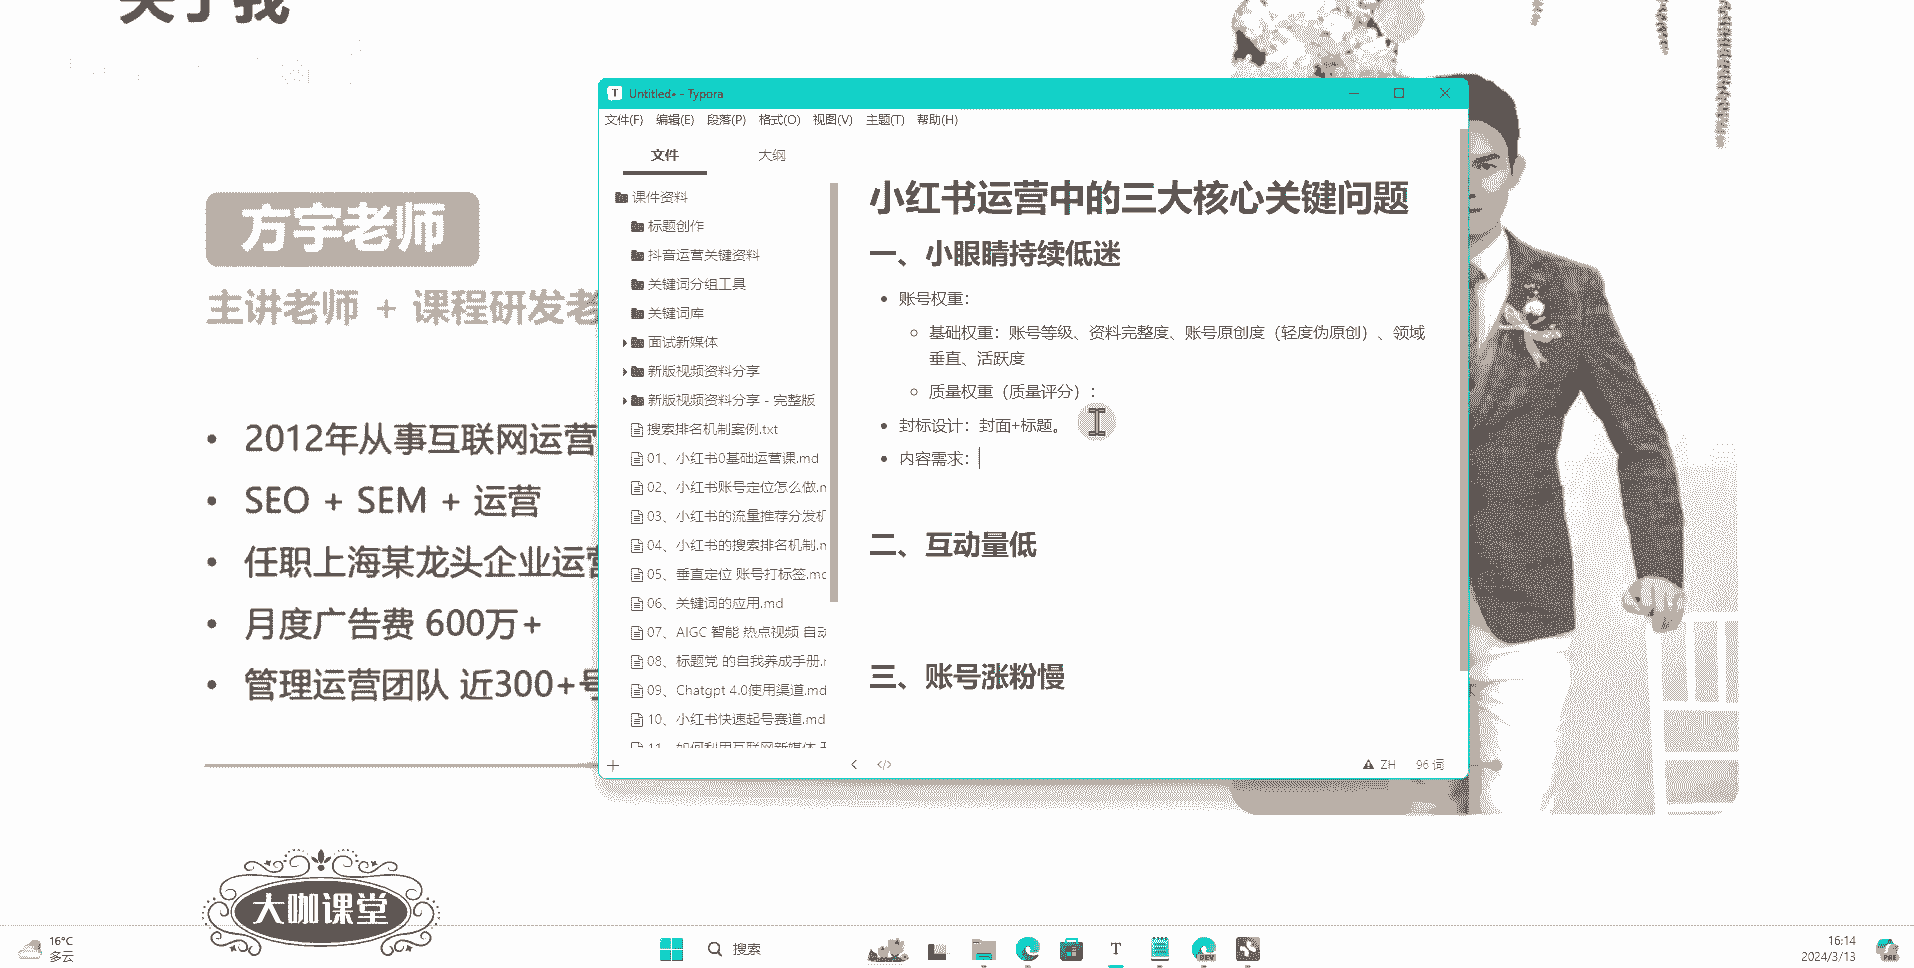 关于我
方宇老师
主讲老师 + 课程研发老
2012年从事互联网运营
SEO + SEM + 运营
任职上海某龙头企业运营
月度广告费 600万+
管理运营团队 近300+号
大咖课堂
Untitled• - Typora
文件(F) 编辑(E) 段落(P) 格式(O) 视图(V) 主题(T) 帮助(H)
文件 大纲
课件资料
标题创作
抖音运营关键资料
关键词分组工具
关键词库
面试新媒体
新版视频资料分享
新版视频资料分享 - 完整版
搜索排名机制案例.txt
01、小红书0基础运营课.md
02、小红书账号定位怎么做.m
03、小红书的流量推荐分发机
04、小红书的搜索排名机制.m
05、垂直定位 账号打标签.md
06、关键词的应用.md
07、AIGC 智能 热点视频 自动
08、标题党 的自我养成手册.m
09、Chatgpt 4.0使用渠道.md
10、小红书快速起号赛道.md
11、如何利用互联网新媒体
小红书运营中的三大核心关键问题
一、小眼睛持续低迷
账号权重：
基础权重：账号等级、资料完整度、账号原创度（轻度伪原创）、领域
垂直、活跃度
质量权重（质量评分）：
封标设计：封面+标题。
内容需求：
二、互动量低
三、账号涨粉慢
ZH 96 词
16°C
多云
搜索
T
DEV
16:14
2024/3/13
PRE